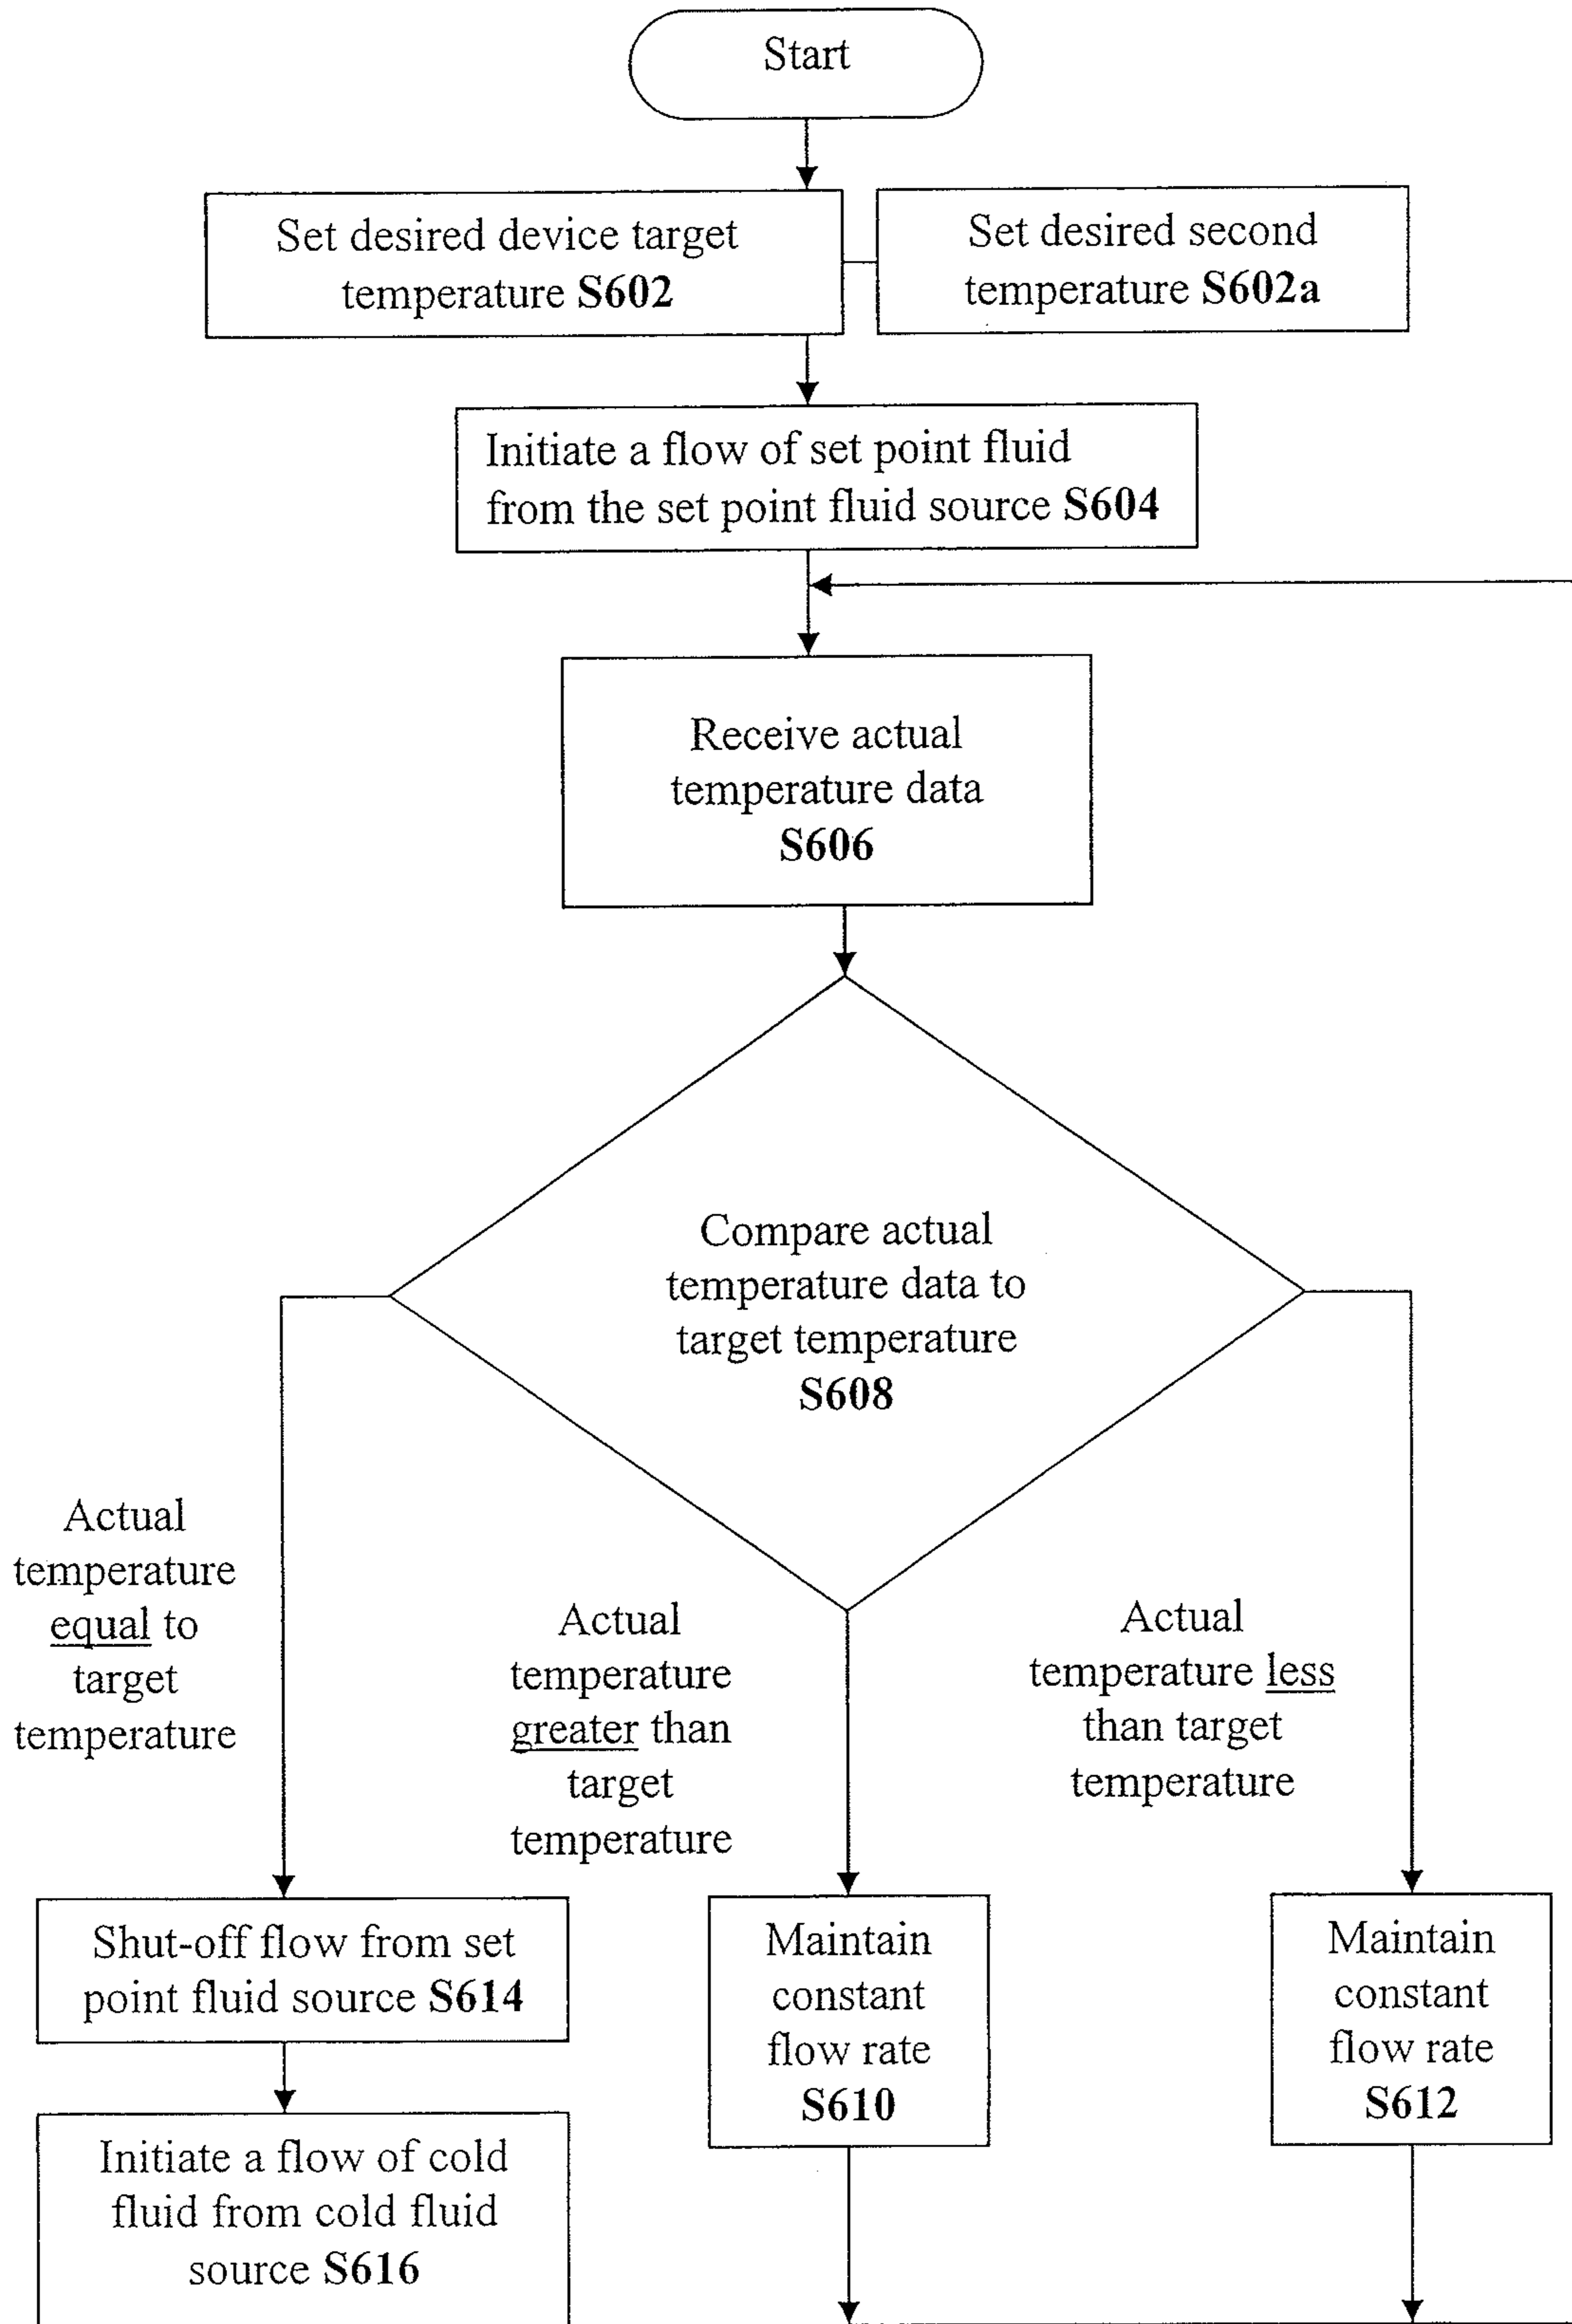 Start
Set desired device target
temperature S602
Set desired second
temperature S602a
Initiate a flow of set point fluid
from the set point fluid source S604
Receive actual
temperature data
S606
Compare actual
temperature data to
target temperature
S608
Actual
temperature
equal to
target
temperature
Actual
temperature
greater than
target
temperature
Actual
temperature less
than target
temperature
Shut-off flow from set
point fluid source S614
Maintain
constant
flow rate
S610
Maintain
constant
flow rate
S612
Initiate a flow of cold
fluid from cold fluid
source S616